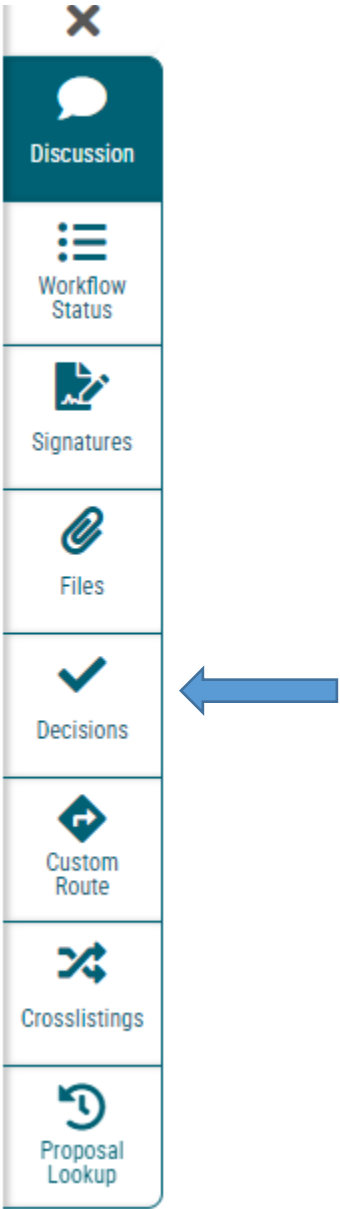 Discussion
Workflow
Status
Signatures
Files
Decisions
Custom
Route
Crosslistings
Proposal
Lookup